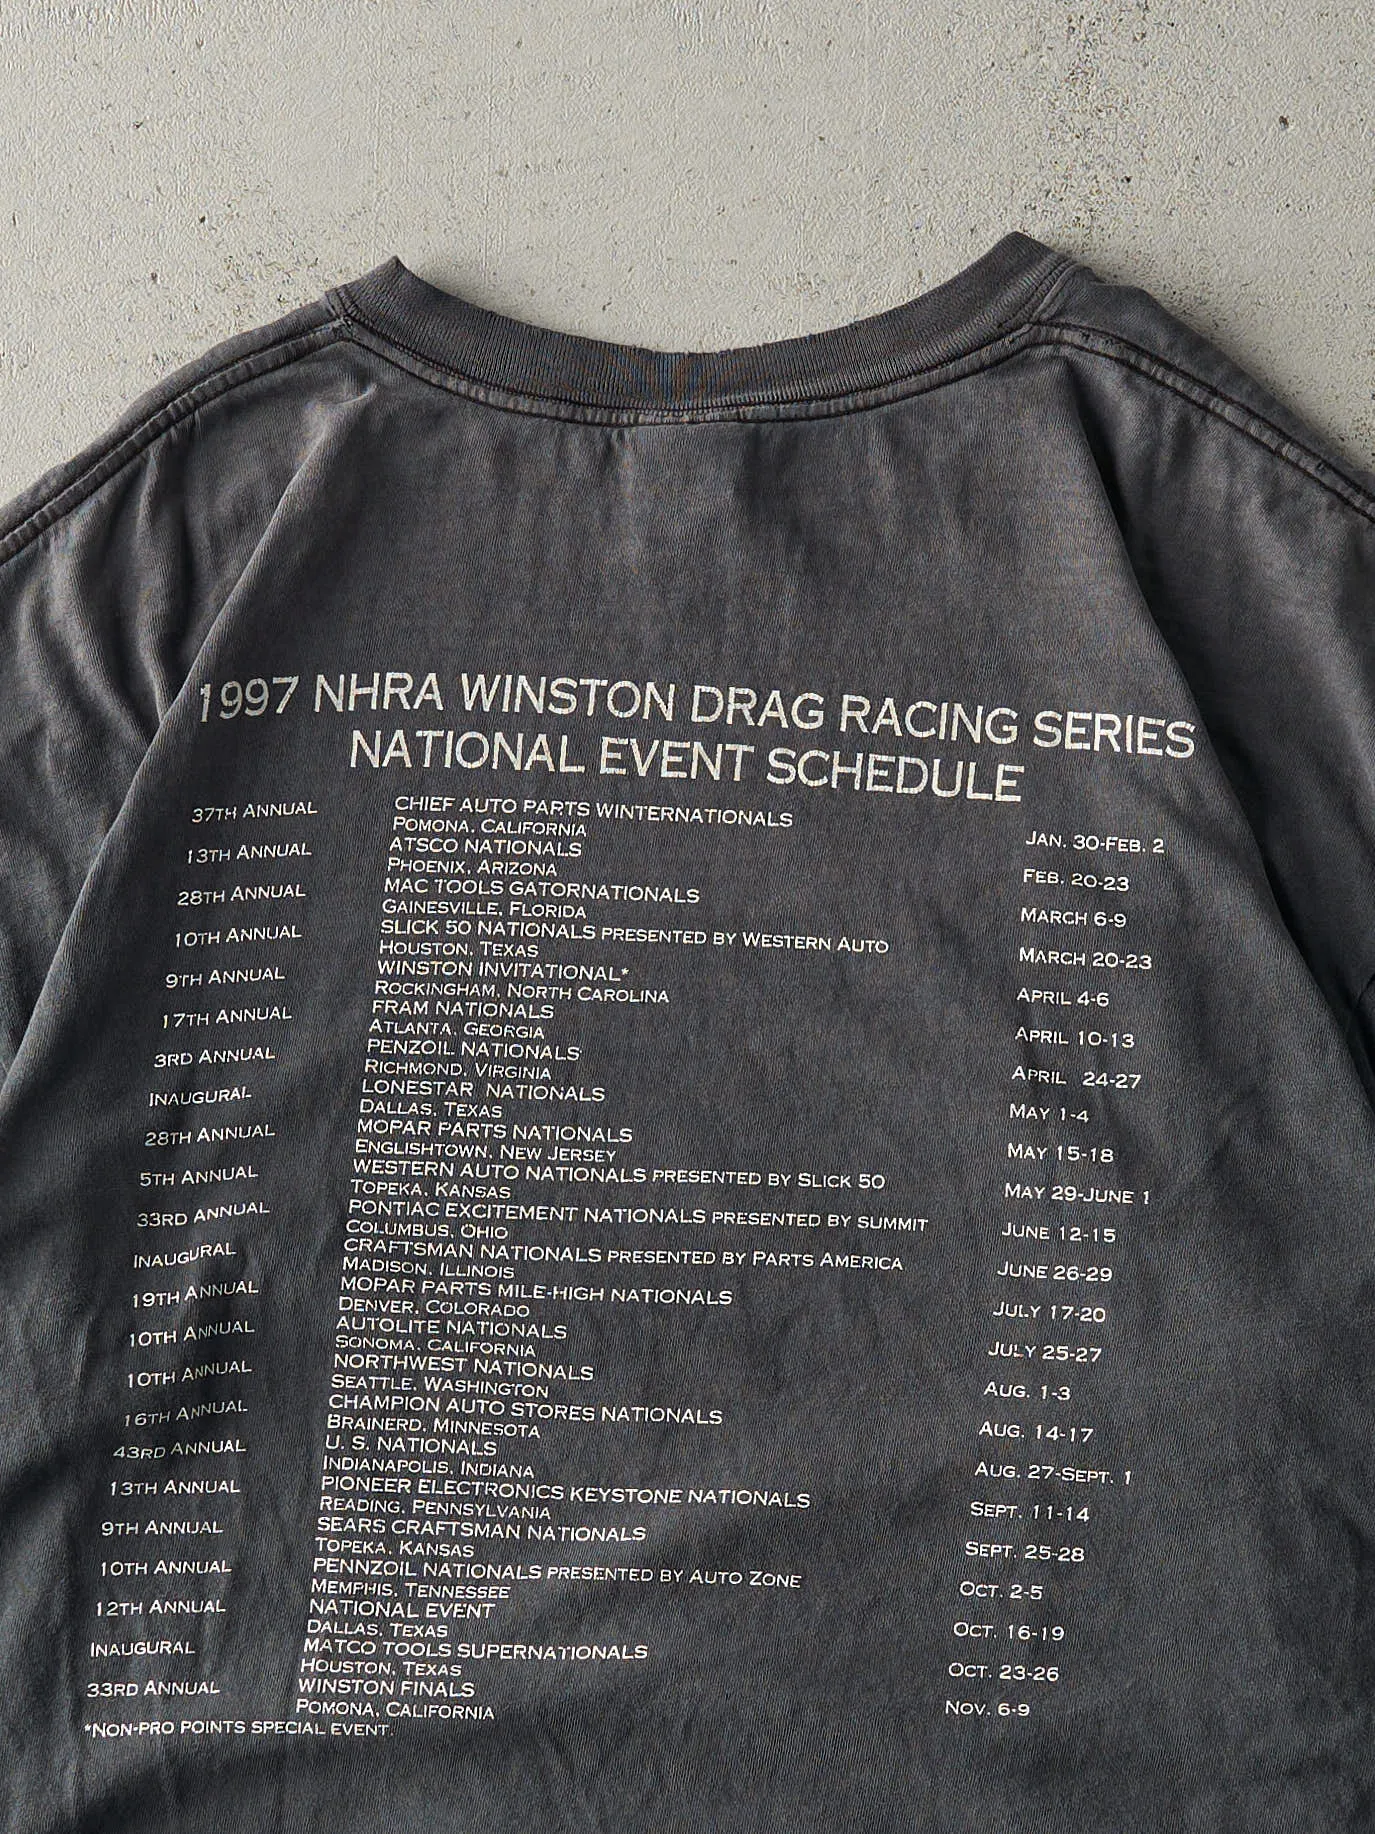 1997 NHRA WINSTON DRAG RACING SERIES
NATIONAL EVENT SCHEDULE
37TH ANNUAL CHIEF AUTO PARTS WINTERNATIONALS
POMONA, CALIFORNIA JAN. 30-FEB. 2
13TH ANNUAL ATSCO NATIONALS
PHOENIX, ARIZONA FEB. 20-23
28TH ANNUAL MAC TOOLS GATORNATIONALS
GAINESVILLE, FLORIDA MARCH 6-9
10TH ANNUAL SLICK 50 NATIONALS PRESENTED BY WESTERN AUTO
HOUSTON, TEXAS MARCH 20-23
9TH ANNUAL WINSTON INVITATIONAL*
ROCKINGHAM, NORTH CAROLINA APRIL 4-6
17TH ANNUAL FRAM NATIONALS
ATLANTA, GEORGIA APRIL 10-13
3RD ANNUAL PENZOIL NATIONALS
RICHMOND, VIRGINIA APRIL 24-27
INAUGURAL LONESTAR NATIONALS
DALLAS, TEXAS MAY 1-4
28TH ANNUAL MOPAR PARTS NATIONALS
ENGLISHTOWN, NEW JERSEY MAY 15-18
5TH ANNUAL WESTERN AUTO NATIONALS PRESENTED BY SLICK 50
TOPEKA, KANSAS MAY 29-JUNE 1
33RD ANNUAL PONTIAC EXCITEMENT NATIONALS PRESENTED BY SUMMIT
COLUMBUS, OHIO JUNE 12-15
INAUGURAL CRAFTSMAN NATIONALS PRESENTED BY PARTS AMERICA
MADISON, ILLINOIS JUNE 26-29
19TH ANNUAL MOPAR PARTS MILE-HIGH NATIONALS
DENVER, COLORADO JULY 17-20
10TH ANNUAL AUTOLITE NATIONALS
SONOMA, CALIFORNIA JULY 25-27
10TH ANNUAL NORTHWEST NATIONALS
SEATTLE, WASHINGTON AUG. 1-3
16TH ANNUAL CHAMPION AUTO STORES NATIONALS
BRAINERD, MINNESOTA AUG. 14-17
43RD ANNUAL U. S. NATIONALS
INDIANAPOLIS, INDIANA AUG. 27-SEPT. 1
13TH ANNUAL PIONEER ELECTRONICS KEYSTONE NATIONALS
READING, PENNSYLVANIA SEPT. 11-14
9TH ANNUAL SEARS CRAFTSMAN NATIONALS
TOPEKA, KANSAS SEPT. 25-28
10TH ANNUAL PENNZOIL NATIONALS PRESENTED BY AUTO ZONE
MEMPHIS, TENNESSEE OCT. 2-5
12TH ANNUAL NATIONAL EVENT
DALLAS, TEXAS OCT. 16-19
INAUGURAL MATCO TOOLS SUPERNATIONALS
HOUSTON, TEXAS OCT. 23-26
33RD ANNUAL WINSTON FINALS
POMONA, CALIFORNIA NOV. 6-9
*NON-PRO POINTS SPECIAL EVENT.